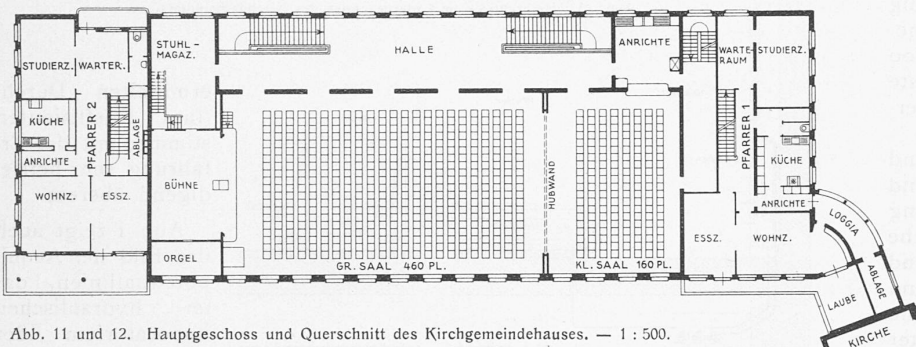 STUDIERZ.
WARTER.
STUHL-
MAGAZ.
HALLE
ANRICHTE
WARTE-
RAUM
STUDIERZ.
KÜCHE
PFARRER 2
ABLAGE
ANRICHTE
WOHNZ.
ESSZ.
BÜHNE
ORGEL
HUBWAND
GR. SAAL 460 PL.
KL. SAAL 160 PL.
PFARRER 1
KÜCHE
ANRICHTE
ESSZ.
WOHNZ.
LOGGIA
LAUBE
ABLAGE
KIRCHE
Abb. 11 und 12. Hauptgeschoss und Querschnitt des Kirchgemeindehauses. — 1 : 500.